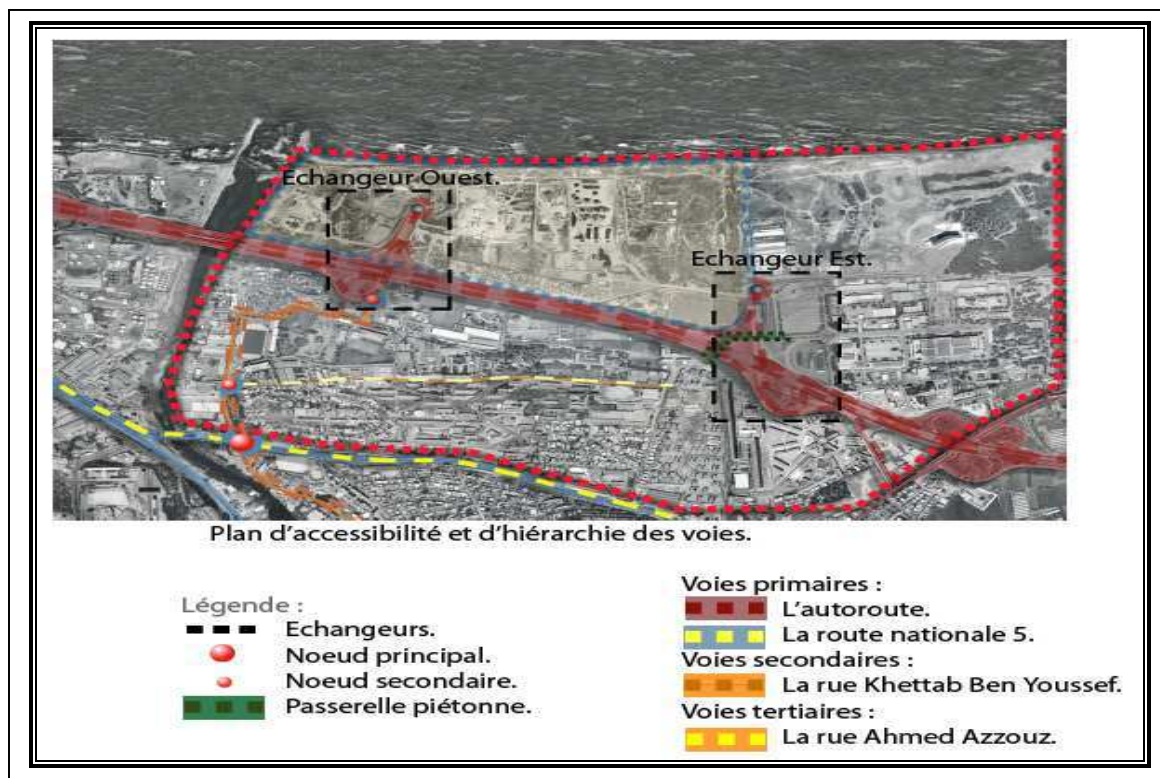 Echangeur Ouest.
Echangeur Est.
Plan d'accessibilité et d'hiérarchie des voies.
Légende :
Echangeurs.
Noeud principal.
Noeud secondaire.
Passerelle piétonne.
Voies primaires :
L'autoroute.
La route nationale 5.
Voies secondaires :
La rue Khettab Ben Youssef.
Voies tertiaires :
La rue Ahmed Azzouz.